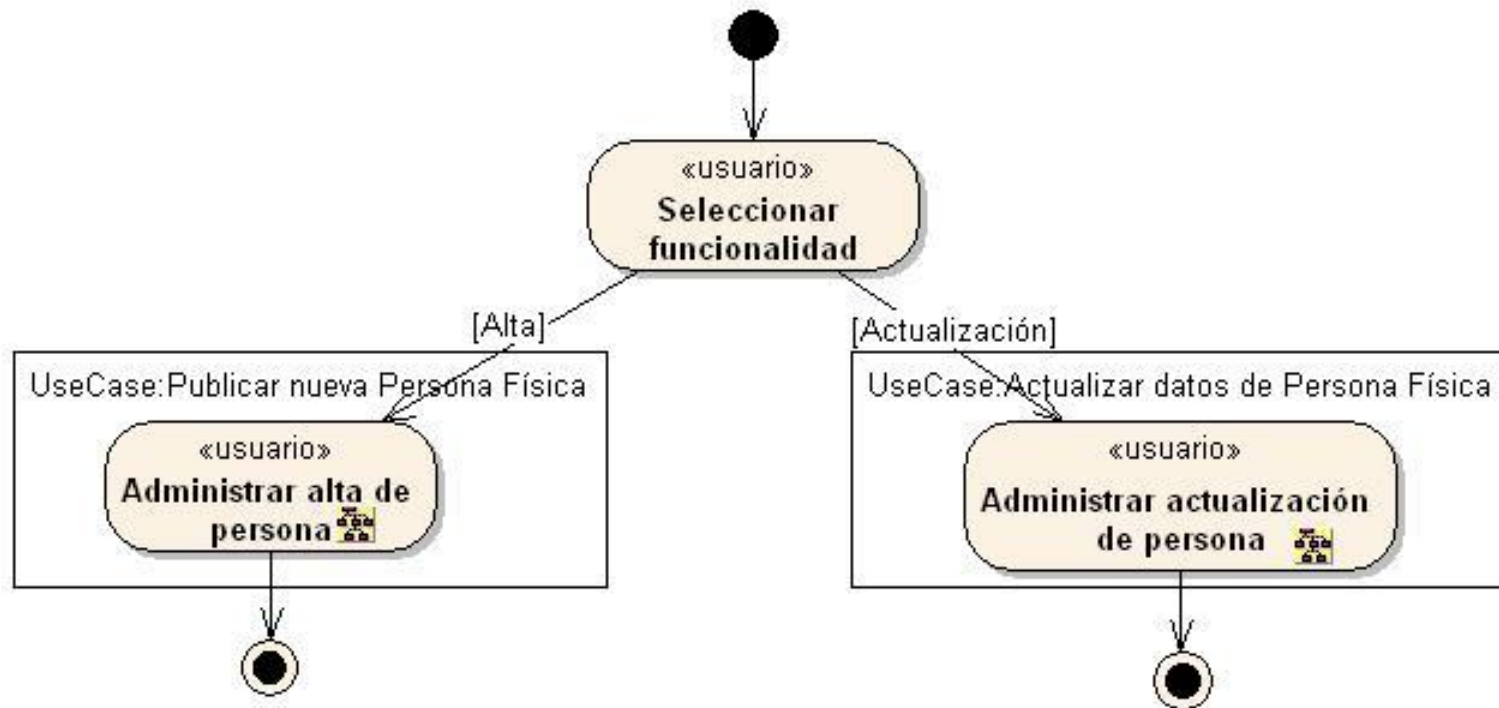 «usuario»
Seleccionar
funcionalidad
[Alta]
[Actualización]
UseCase:Publicar nueva Persona Física
UseCase:Actualizar datos de Persona Física
«usuario»
Administrar alta de
persona
«usuario»
Administrar actualización
de persona